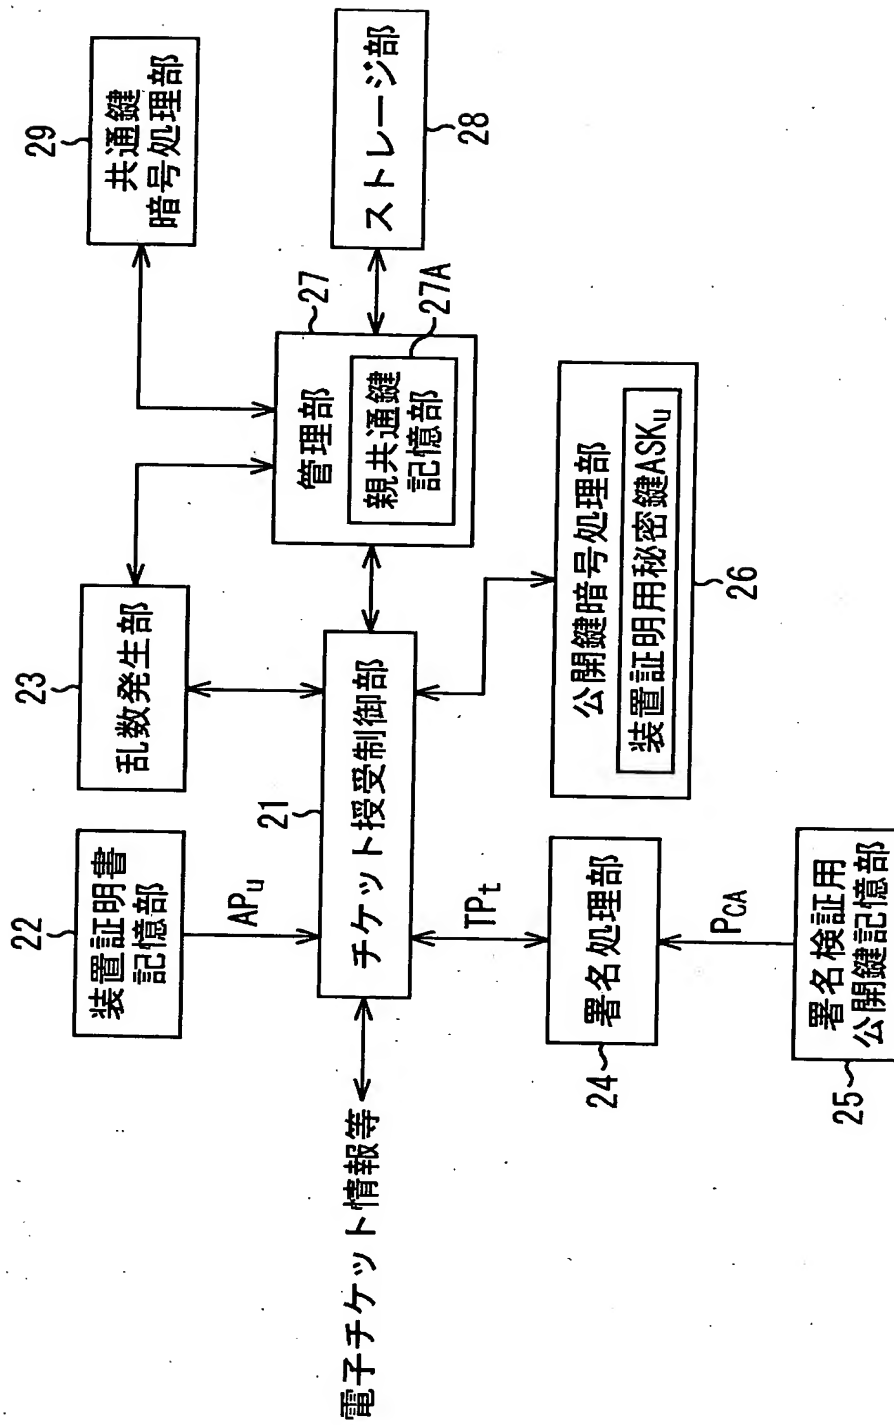 22
装置証明書
記憶部
APu
23
乱数発生部
29
共通鍵
暗号処理部
電子チケット情報等
チケット授受制御部
21
管理部
27
親共通鍵
記憶部
27A
ストレージ部
28
TPt
署名処理部
24
PCA
署名検証用
公開鍵記憶部
25
公開鍵暗号処理部
装置証明用秘密鍵ASKu
26